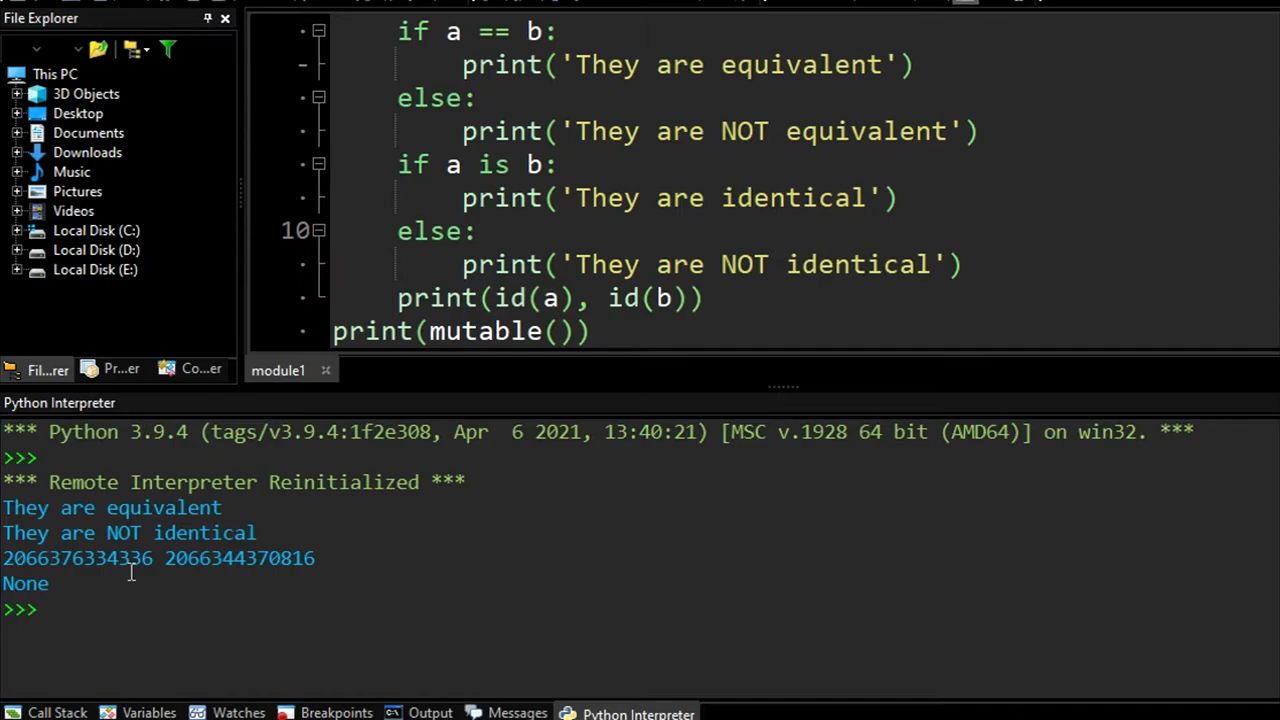 File Explorer
This PC
3D Objects
Desktop
Documents
Downloads
Music
Pictures
Videos
Local Disk (C:)
Local Disk (D:)
Local Disk (E:)
Fil...rer Pr...er Co...er
if a == b:
print('They are equivalent')
else:
print('They are NOT equivalent')
if a is b:
print('They are identical')
10 else:
print('They are NOT identical')
print(id(a), id(b))
print(mutable())
module1
Python Interpreter
*** Python 3.9.4 (tags/v3.9.4:1f2e308, Apr 6 2021, 13:40:21) [MSC v.1928 64 bit (AMD64)] on win32. ***
>>>
*** Remote Interpreter Reinitialized ***
They are equivalent
They are NOT identical
2066376334336 2066344370816
None
>>>
Call Stack Variables Watches Breakpoints Output Messages Python Interpreter